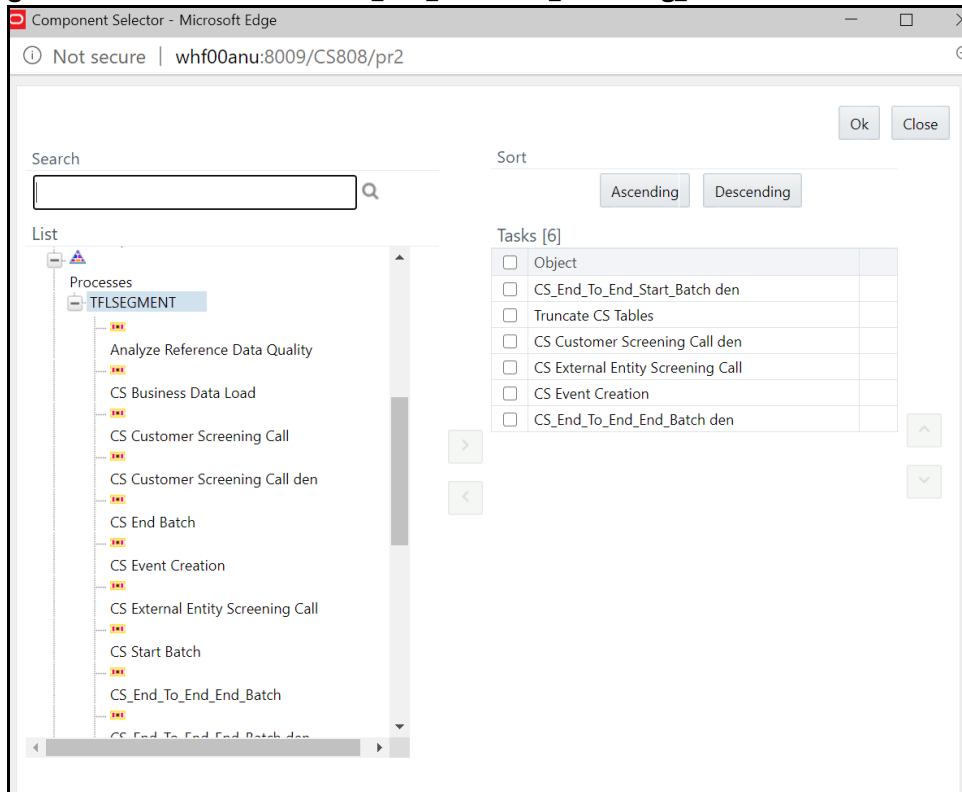 Component Selector - Microsoft Edge
Not secure | whf00anu:8009/CS808/pr2
Ok Close
Search
Sort
Ascending Descending
List
Tasks [6]
Object
Processes
TFLSEGMENT
CS_End_To_End_Start_Batch den
Truncate CS Tables
Analyze Reference Data Quality
CS Customer Screening Call den
CS External Entity Screening Call
CS Business Data Load
CS Event Creation
CS_End_To_End_End_Batch den
CS Customer Screening Call
CS Customer Screening Call den
CS End Batch
CS Event Creation
CS External Entity Screening Call
CS Start Batch
CS_End_To_End_End_Batch
CS_End_To_End_End_Batch den